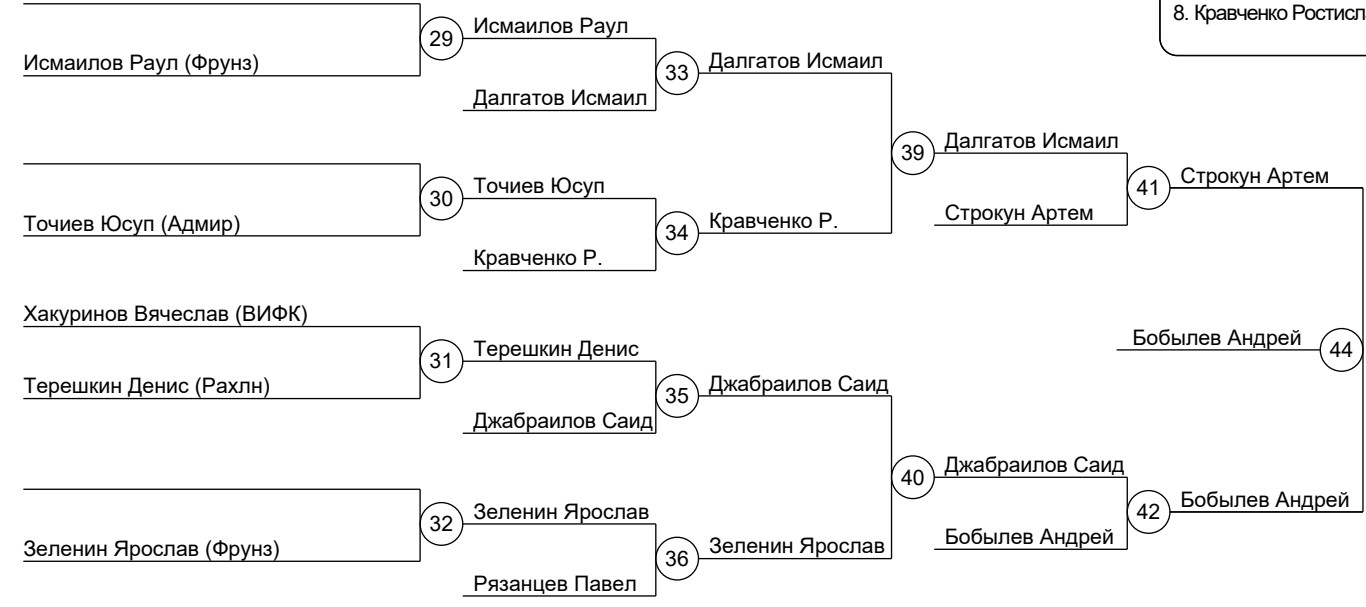 8. Кравченко Ростисл
Исмаилов Раул (Фрунз)
29
Исмаилов Раул
Далгатов Исмаил
33
Далгатов Исмаил
Точиев Юсуп (Адмир)
30
Точиев Юсуп
Кравченко Р.
34
Кравченко Р.
39
Далгатов Исмаил
Строкун Артем
41
Строкун Артем
Хакуринов Вячеслав (ВИФК)
Терешкин Денис (Рахлн)
31
Терешкин Денис
Джабраилов Саид
35
Джабраилов Саид
Зеленин Ярослав (Фрунз)
32
Зеленин Ярослав
Рязанцев Павел
36
Зеленин Ярослав
40
Джабраилов Саид
Бобылев Андрей
42
Бобылев Андрей
Бобылев Андрей
44